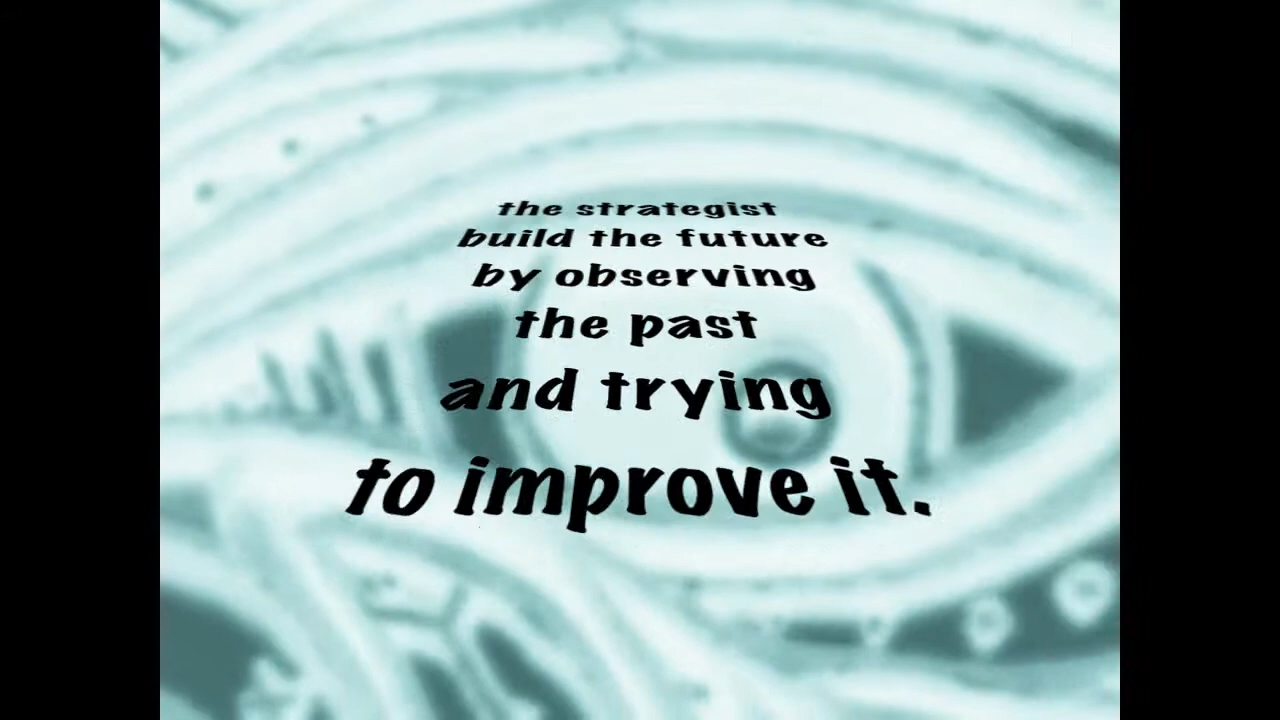 the strategist
build the future
by observing
the past
and trying
to improve it.